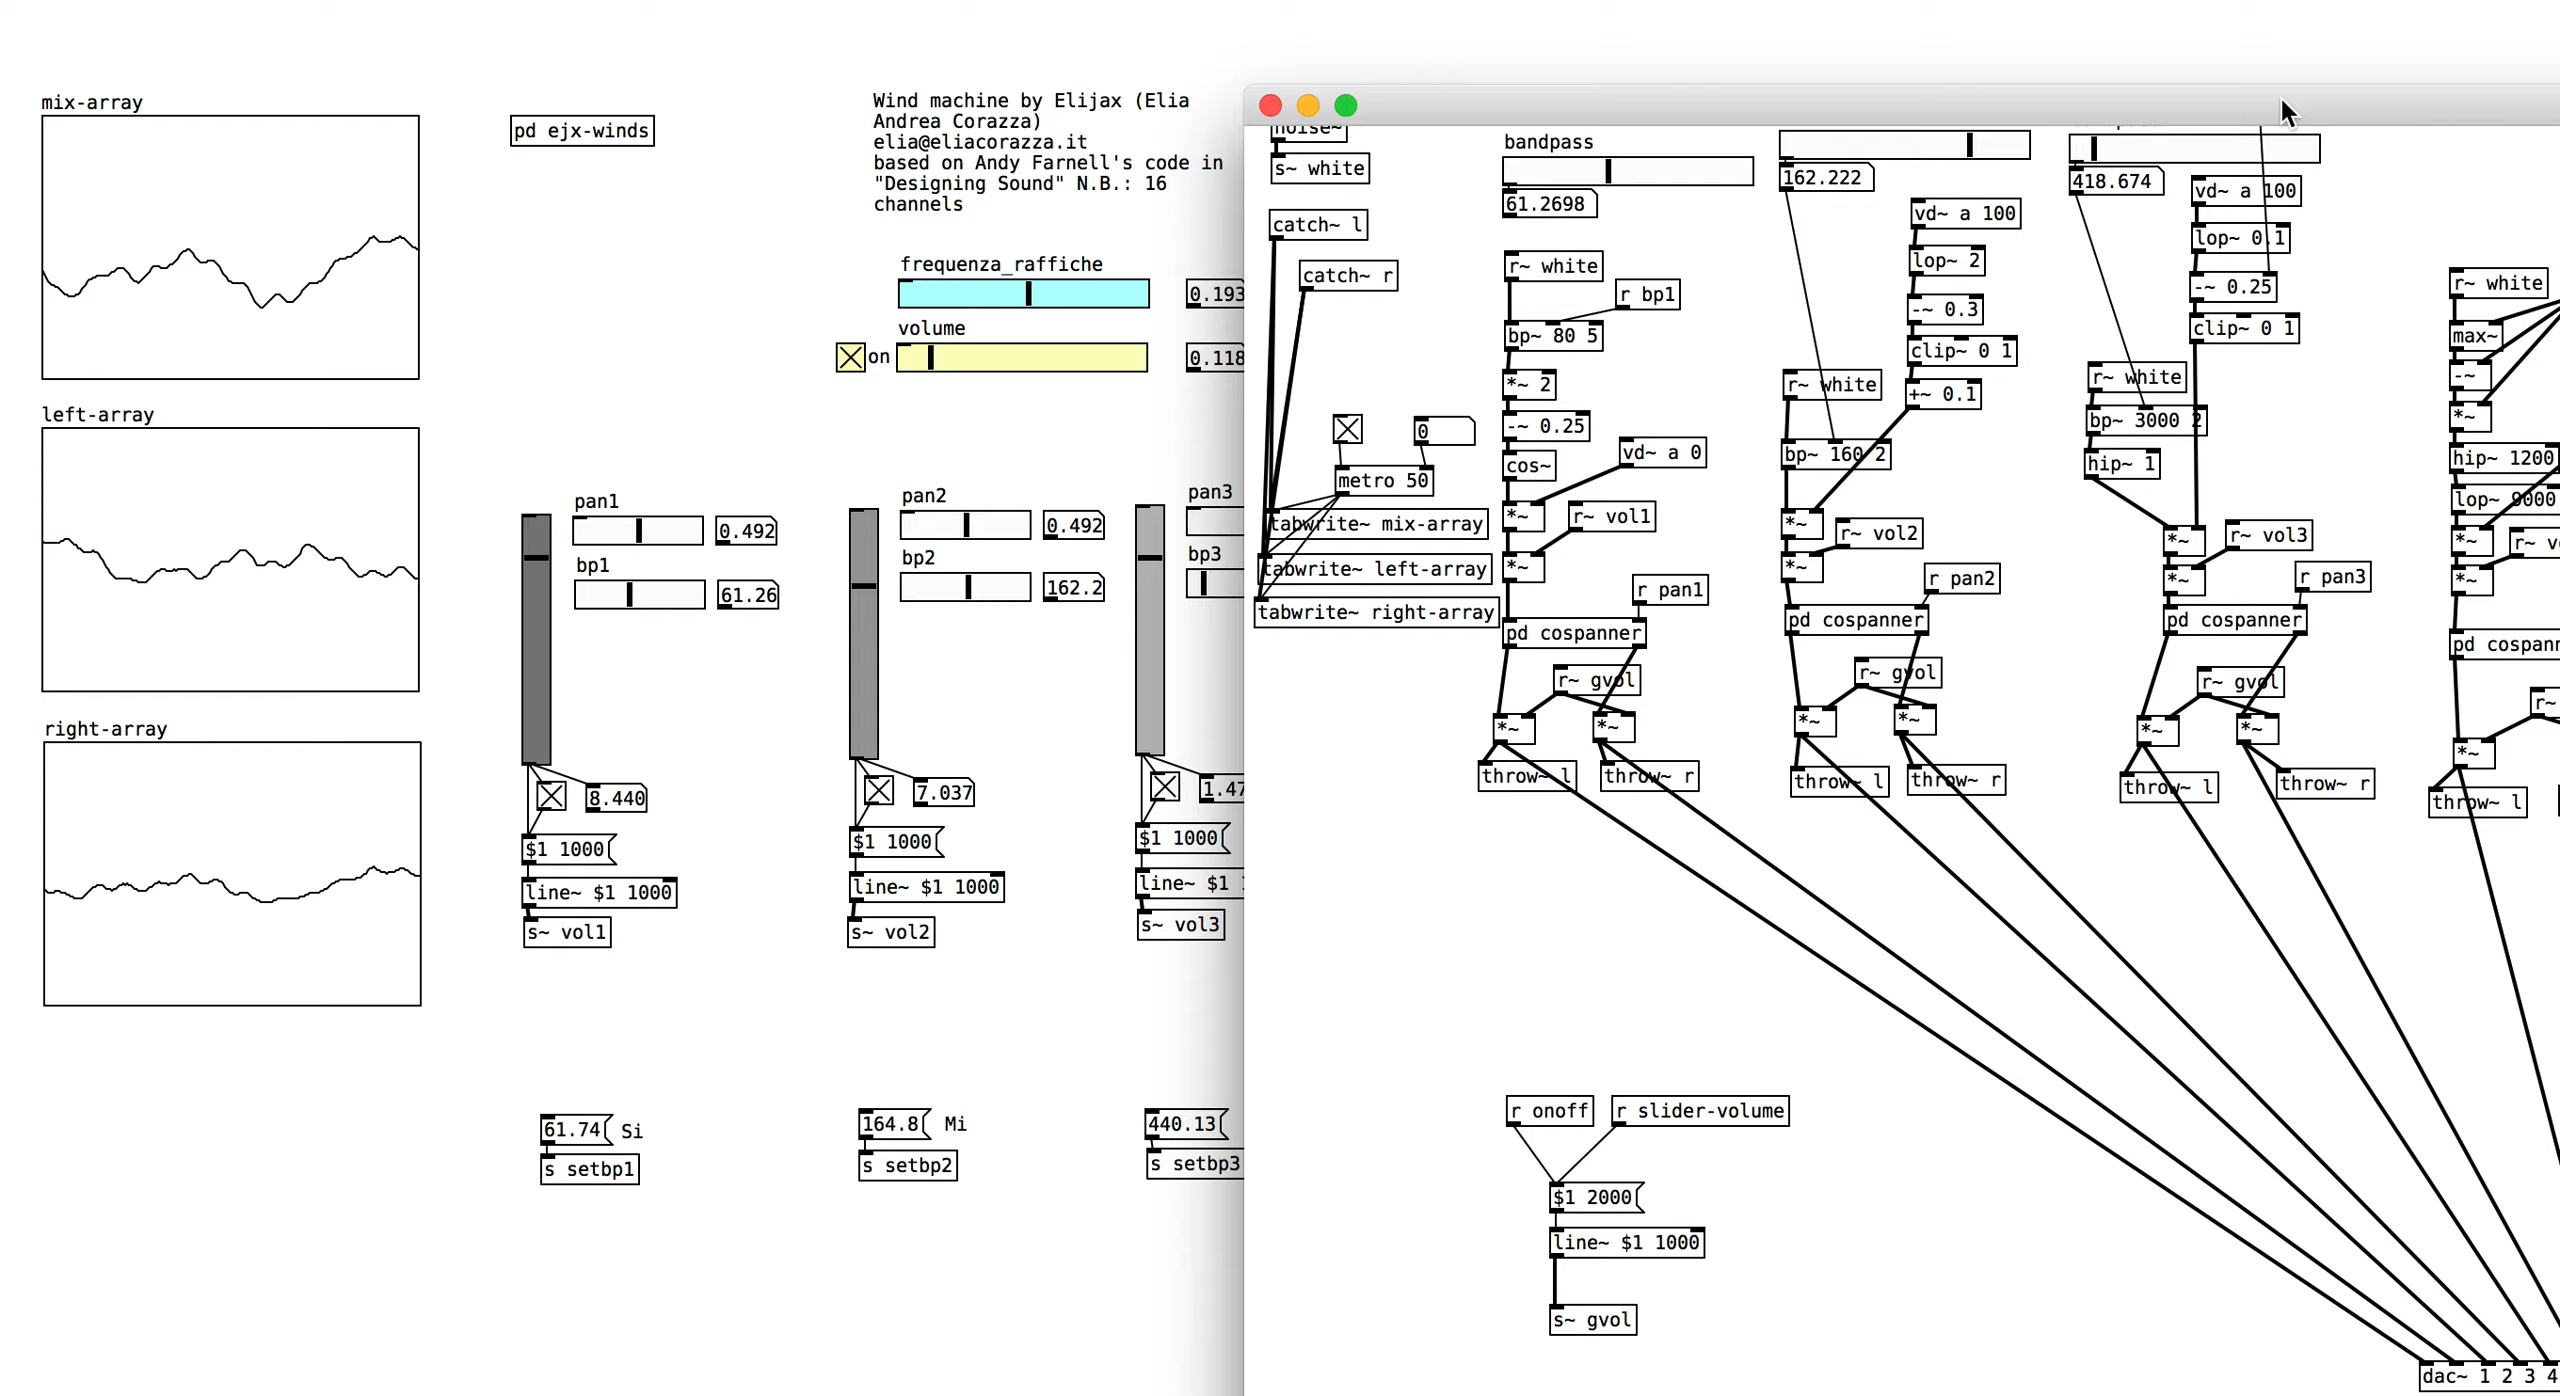 mix-array
pd ejx-winds
Wind machine by Elijax (Elia
Andrea Corazza)
elia@eliacorazza.it
based on Andy Farnell's code in
"Designing Sound" N.B.: 16
channels
frequenza_raffiche
0.193
volume
on
0.118
left-array
right-array
pan1
0.492
bp1
61.26
8.440
$1 1000
line~ $1 1000
s~ vol1
61.74
Si
s setbp1
pan2
0.492
bp2
162.2
7.037
$1 1000
line~ $1 1000
s~ vol2
164.8
Mi
s setbp2
pan3
bp3
1.47
$1 1000
line~ $1
s~ vol3
440.13
s setbp3
noise~
s~ white
catch~ l
catch~ r
0
metro 50
tabwrite~ mix-array
tabwrite~ left-array
tabwrite~ right-array
bandpass
61.2698
r~ white
r bp1
bp~ 80 5
*~ 2
-~ 0.25
cos~
vd~ a 0
*~
r~ vol1
*~
r pan1
pd cospanner
r~ gvol
*~
*~
throw~ l
throw~ r
162.222
vd~ a 100
lop~ 2
-~ 0.3
clip~ 0 1
+~ 0.1
r~ white
bp~ 160 2
*~
r~ vol2
*~
r pan2
pd cospanner
r~ gvol
*~
*~
throw~ l
throw~ r
418.674
vd~ a 100
lop~ 0.1
-~ 0.25
clip~ 0 1
r~ white
bp~ 3000 2
hip~ 1
*~
r~ vol3
*~
r pan3
pd cospanner
r~ gvol
*~
*~
throw~ l
throw~ r
r~ white
max~
-~
*~
hip~ 1200
lop~ 9000
*~
*~
pd cospann
r~
*~
throw~ l
r onoff
r slider-volume
$1 2000
line~ $1 1000
s~ gvol
dac~ 1 2 3 4